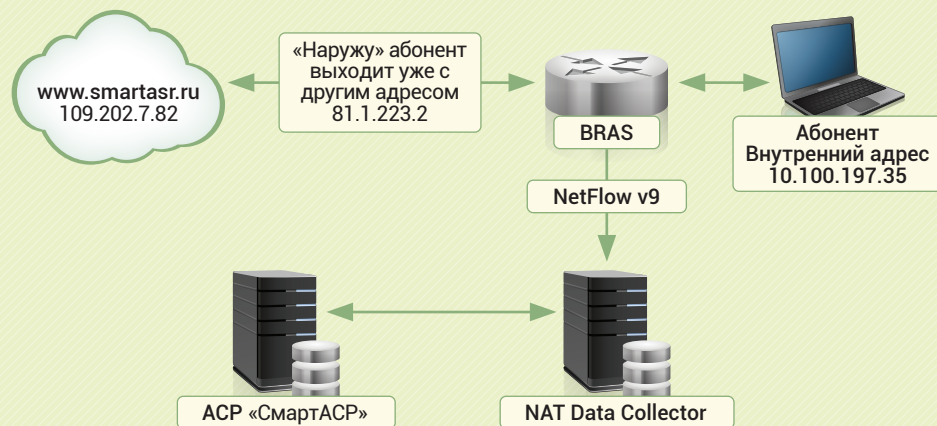 www.smartasr.ru
109.202.7.82
«Наружу» абонент
выходит уже с
другим адресом
81.1.223.2
BRAS
Абонент
Внутренний адрес
10.100.197.35
NetFlow v9
АСР «СмартАСР»
NAT Data Collector